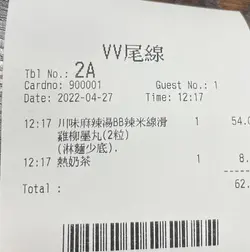 VV尾線
Tbl No.: 2A
Cardno: 900001 Guest No.: 1
Date: 2022-04-27 Time: 12:17
12:17 川味麻辣湯BB辣米線滑 1 54.0
雞柳墨丸(2粒)
(淋麵少底).
12:17 熱奶茶 1 8.
Total : 62.